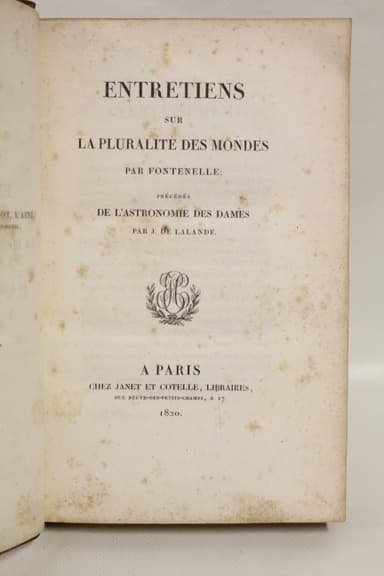 ENTRETIENS
SUR
LA PLURALITÉ DES MONDES
PAR FONTENELLE;
PRÉCÉDÉS
DE L'ASTRONOMIE DES DAMES
PAR J. DE LALANDE.
A PARIS
CHEZ JANET ET COTELLE, LIBRAIRES,
RUE NEUVE-DES-PETITS-CHAMPS, N 17.
1820.